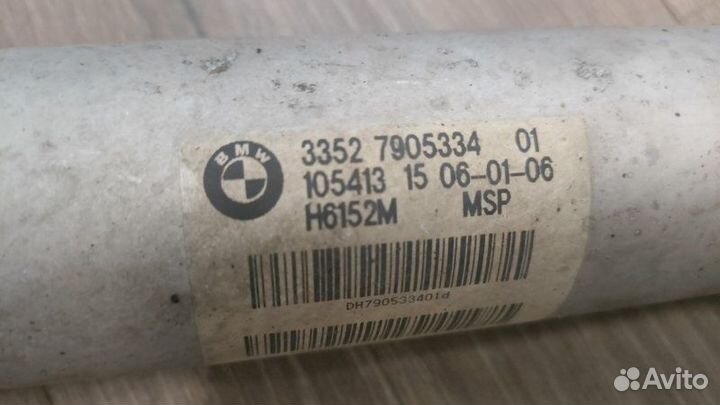 BMW
3352 7905334 01
105413 15 06-01-06
H6152M MSP
DH790533401d
Avito